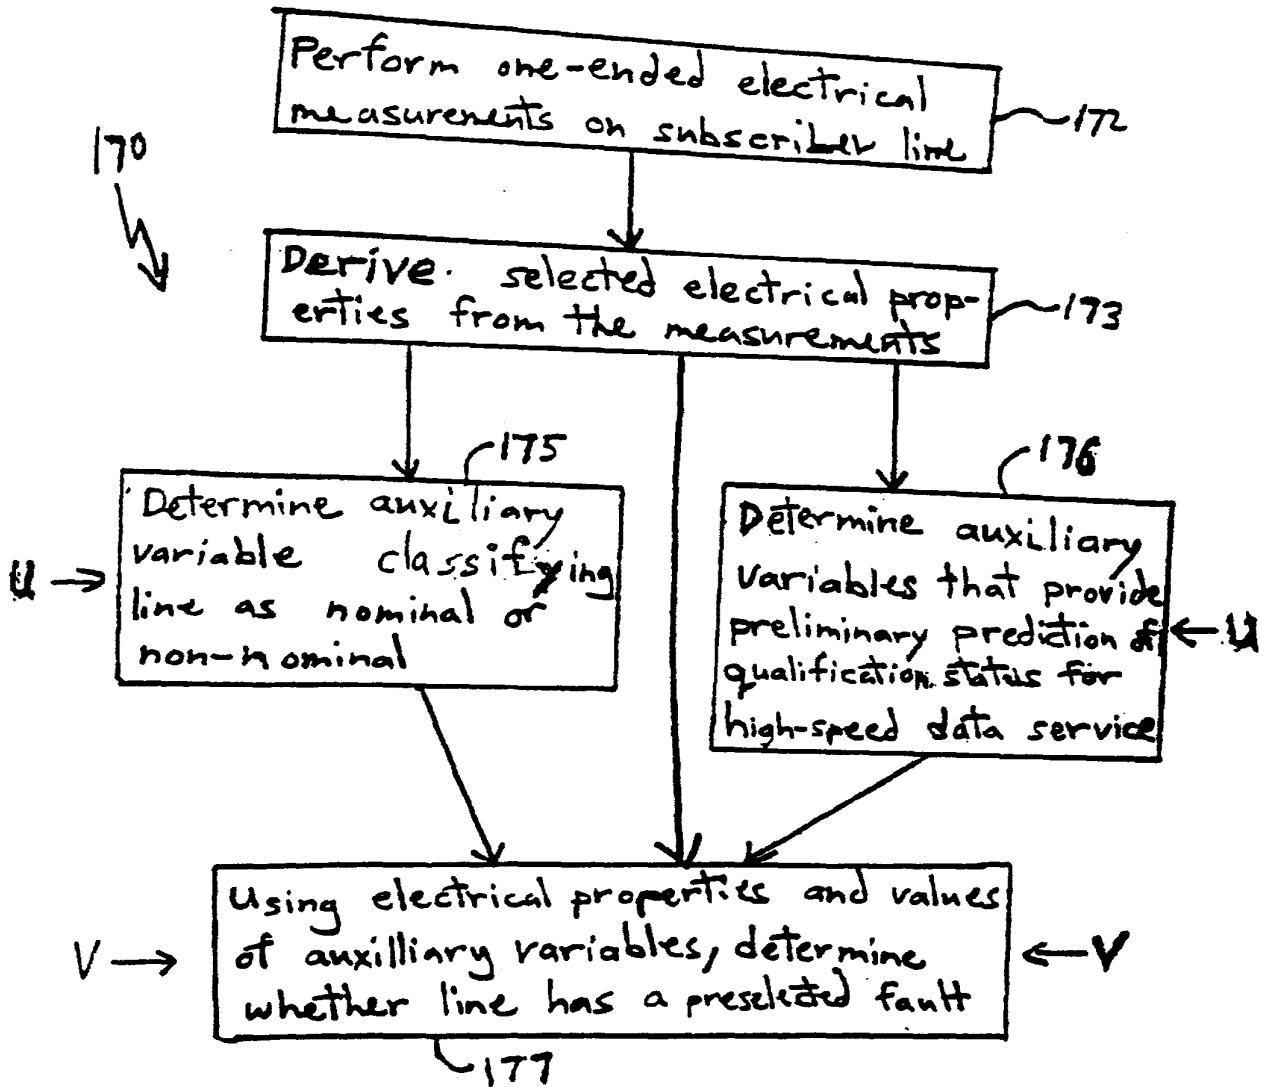 Perform one-ended electrical
measurements on subscriber line
172
170
Derive selected electrical prop-
erties from the measurements
173
175
Determine auxiliary
variable classifying
line as nominal or
non-nominal
u
176
Determine auxiliary
variables that provide
preliminary prediction of
qualification status for
high-speed data service
u
Using electrical properties and values
of auxilliary variables, determine
whether line has a preselected fault
V
V
177